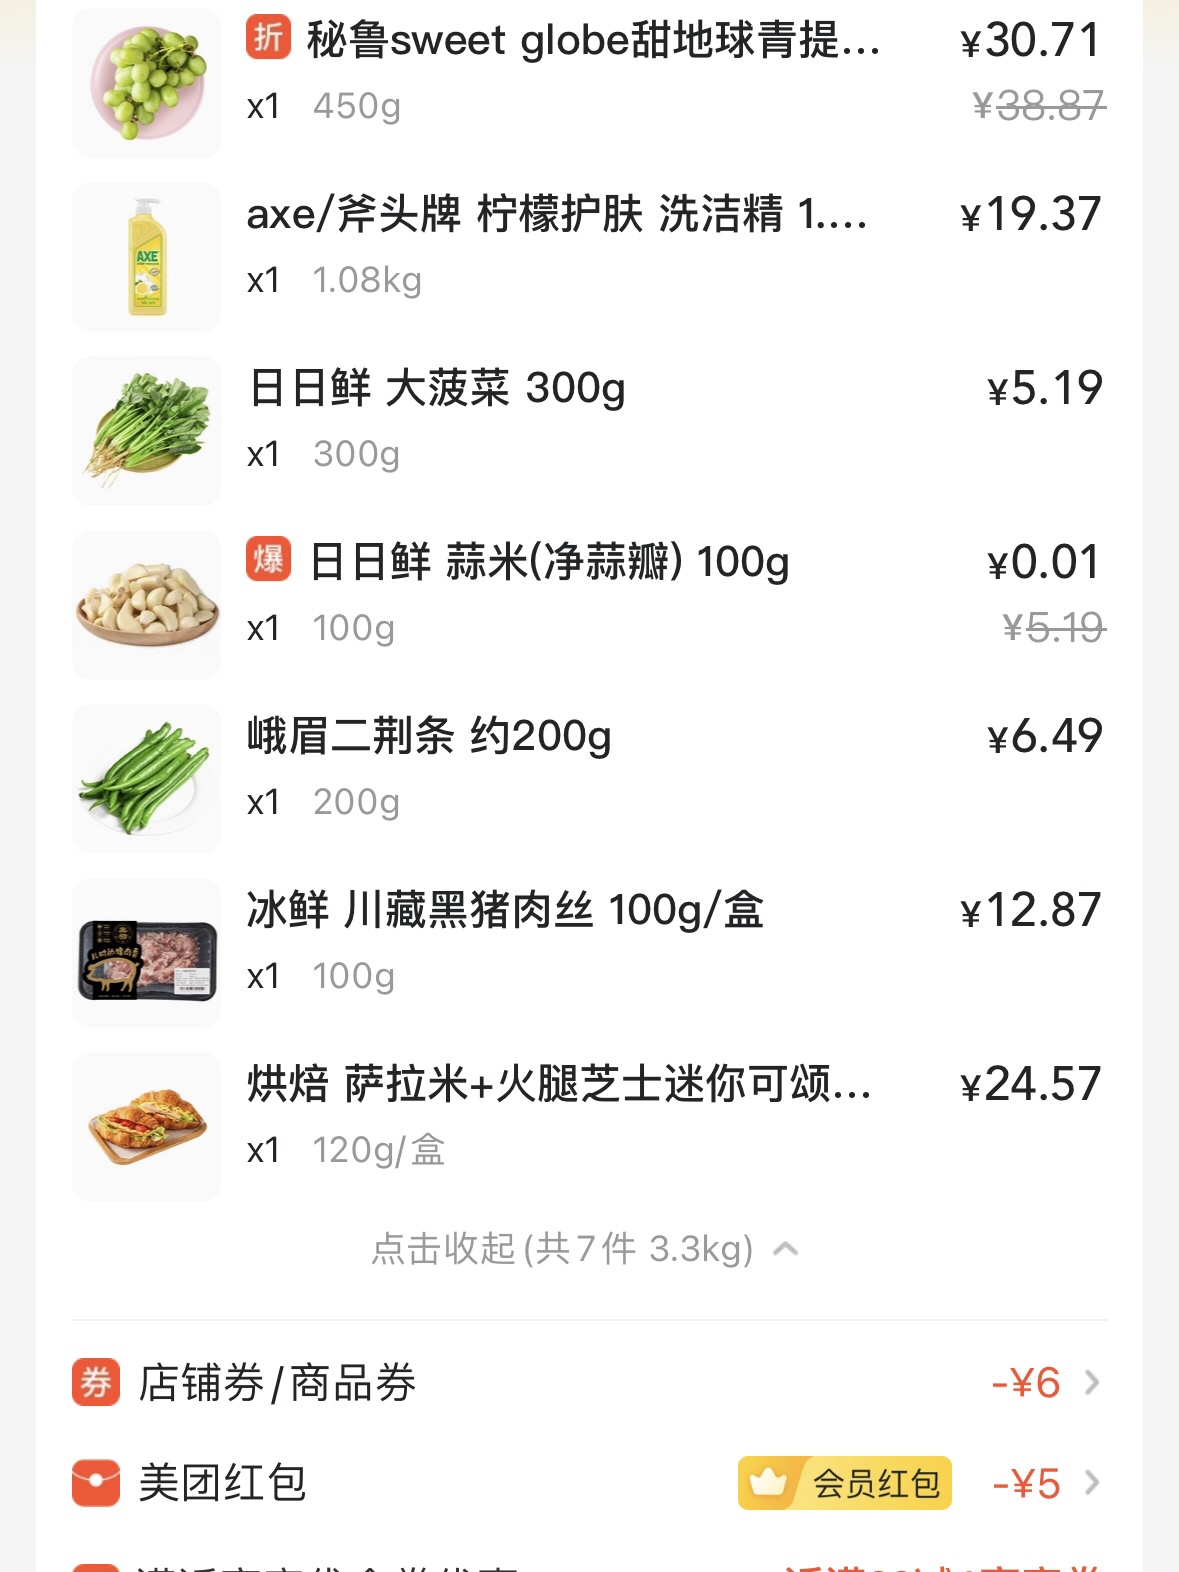 折 秘鲁sweet globe甜地球青提... ¥30.71
x1 450g ¥38.87
AXE
axe/斧头牌 柠檬护肤 洗洁精 1.... ¥19.37
x1 1.08kg
日日鲜 大菠菜 300g ¥5.19
x1 300g
爆 日日鲜 蒜米(净蒜瓣) 100g ¥0.01
x1 100g ¥5.19
峨眉二荆条 约200g ¥6.49
x1 200g
冰鲜 川藏黑猪肉丝 100g/盒 ¥12.87
x1 100g
烘焙 萨拉米+火腿芝士迷你可颂... ¥24.57
x1 120g/盒
点击收起(共7件 3.3kg)
券 店铺券/商品券 -¥6
美团红包 会员红包 -¥5